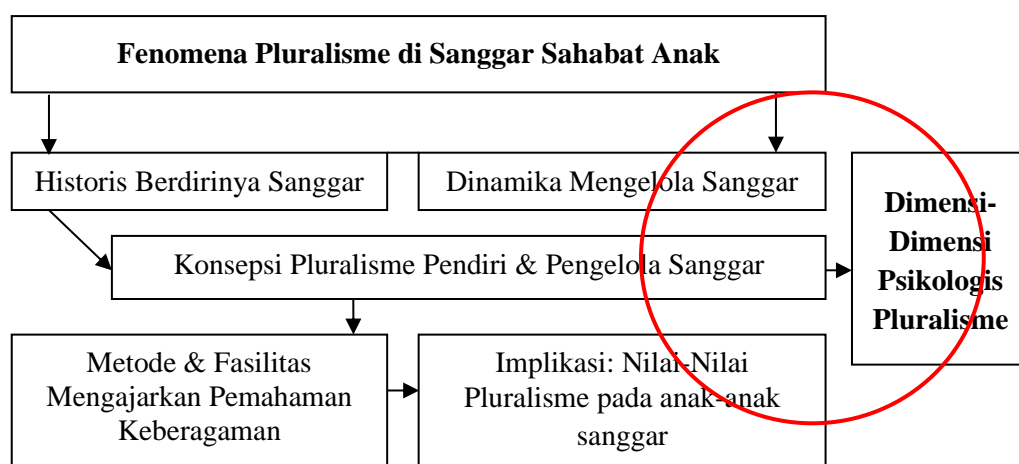 Fenomena Pluralisme di Sanggar Sahabat Anak
Historis Berdirinya Sanggar
Dinamika Mengelola Sanggar
Konsepsi Pluralisme Pendiri & Pengelola Sanggar
Dimensi-
Dimensi
Psikologis
Pluralisme
Metode & Fasilitas
Mengajarkan Pemahaman
Keberagaman
Implikasi: Nilai-Nilai
Pluralisme pada anak-anak
sanggar